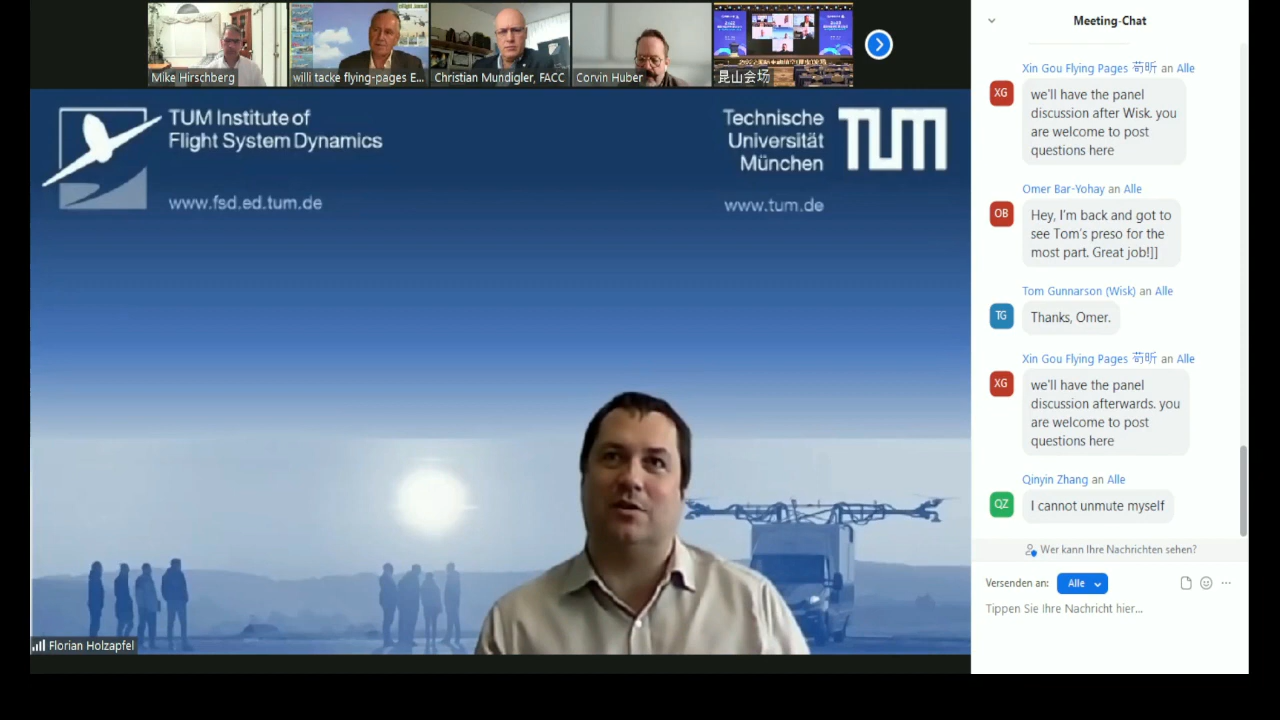 Mike Hirschberg
willi tacke flying-pages E...
Christian Mundigler, FACC
Corvin Huber
昆山会场
TUM Institute of
Flight System Dynamics
www.fsd.ed.tum.de
Technische
Universität
München
TUM
www.tum.de
Florian Holzapfel
Meeting-Chat
Xin Gou Flying Pages 苟昕 an Alle
XG
we'll have the panel
discussion after Wisk. you
are welcome to post
questions here
Omer Bar-Yohay an Alle
OB
Hey, I'm back and got to
see Tom's preso for the
most part. Great job!]]
Tom Gunnarson (Wisk) an Alle
TG
Thanks, Omer.
Xin Gou Flying Pages 苟昕 an Alle
XG
we'll have the panel
discussion afterwards. you
are welcome to post
questions here
Qinyin Zhang an Alle
QZ
I cannot unmute myself
Wer kann Ihre Nachrichten sehen?
Versenden an: Alle
Tippen Sie Ihre Nachricht hier...